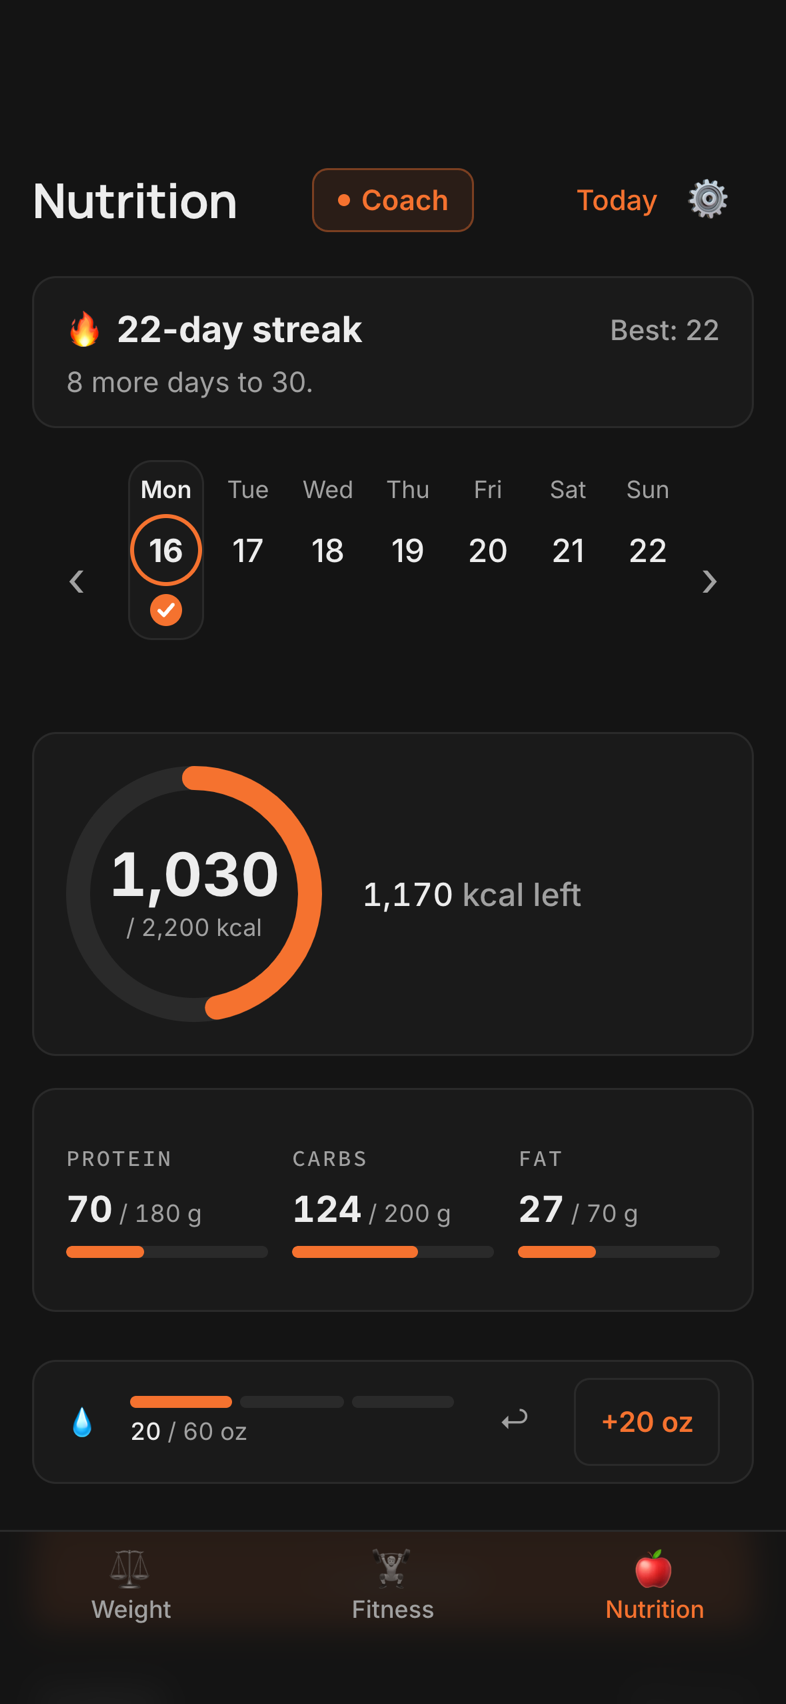 Nutrition
Coach
Today
22-day streak
Best: 22
8 more days to 30.
Mon Tue Wed Thu Fri Sat Sun
16 17 18 19 20 21 22
1,030
/ 2,200 kcal
1,170 kcal left
PROTEIN CARBS FAT
70 / 180 g 124 / 200 g 27 / 70 g
20 / 60 oz
+20 oz
Weight Fitness Nutrition